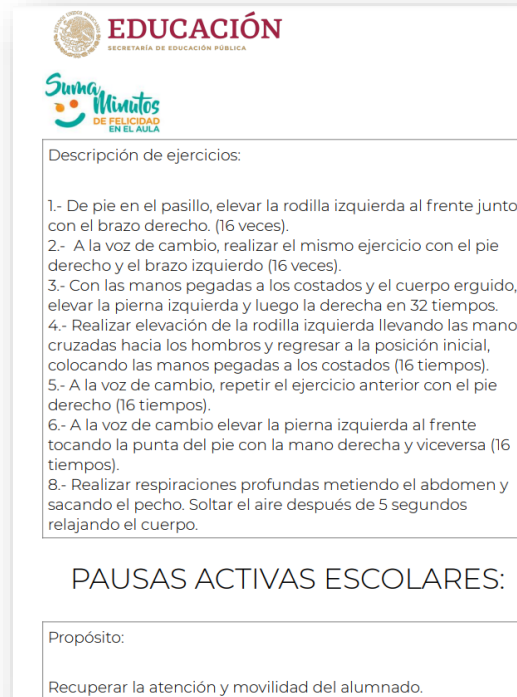 EDUCACIÓN
SECRETARÍA DE EDUCACIÓN PÚBLICA
Suma
Minutos
DE FELICIDAD
EN EL AULA
Descripción de ejercicios:
1.- De pie en el pasillo, elevar la rodilla izquierda al frente junto
con el brazo derecho. (16 veces).
2.- A la voz de cambio, realizar el mismo ejercicio con el pie
derecho y el brazo izquierdo (16 veces).
3.- Con las manos pegadas a los costados y el cuerpo erguido,
elevar la pierna izquierda y luego la derecha en 32 tiempos.
4.- Realizar elevación de la rodilla izquierda llevando las mano
cruzadas hacia los hombros y regresar a la posición inicial,
colocando las manos pegadas a los costados (16 tiempos).
5.- A la voz de cambio, repetir el ejercicio anterior con el pie
derecho (16 tiempos).
6.- A la voz de cambio elevar la pierna izquierda al frente
tocando la punta del pie con la mano derecha y viceversa (16
tiempos).
8.- Realizar respiraciones profundas metiendo el abdomen y
sacando el pecho. Soltar el aire después de 5 segundos
relajando el cuerpo.
PAUSAS ACTIVAS ESCOLARES:
Propósito:
Recuperar la atención y movilidad del alumnado.